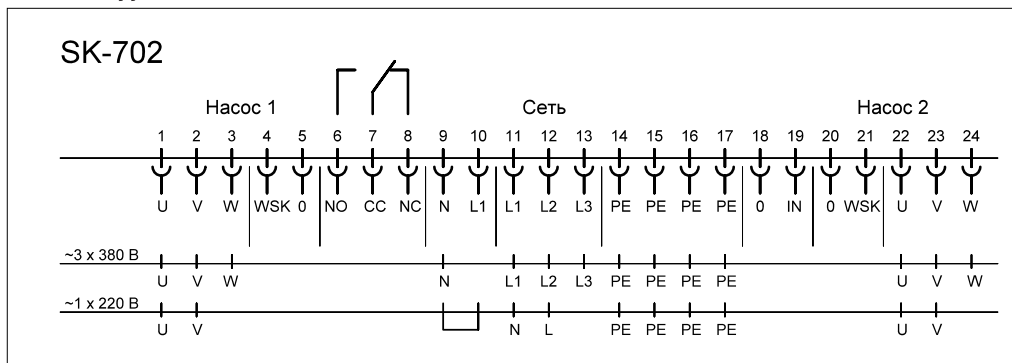 SK-702
Насос 1 Сеть Насос 2
1 2 3 4 5 6 7 8 9 10 11 12 13 14 15 16 17 18 19 20 21 22 23 24
U V W WSK 0 NO CC NC N L1 L1 L2 L3 PE PE PE PE 0 IN 0 WSK U V W
~3 x 380 В
U V W N L1 L2 L3 PE PE PE PE U V W
~1 x 220 В
U V N L PE PE PE PE U V